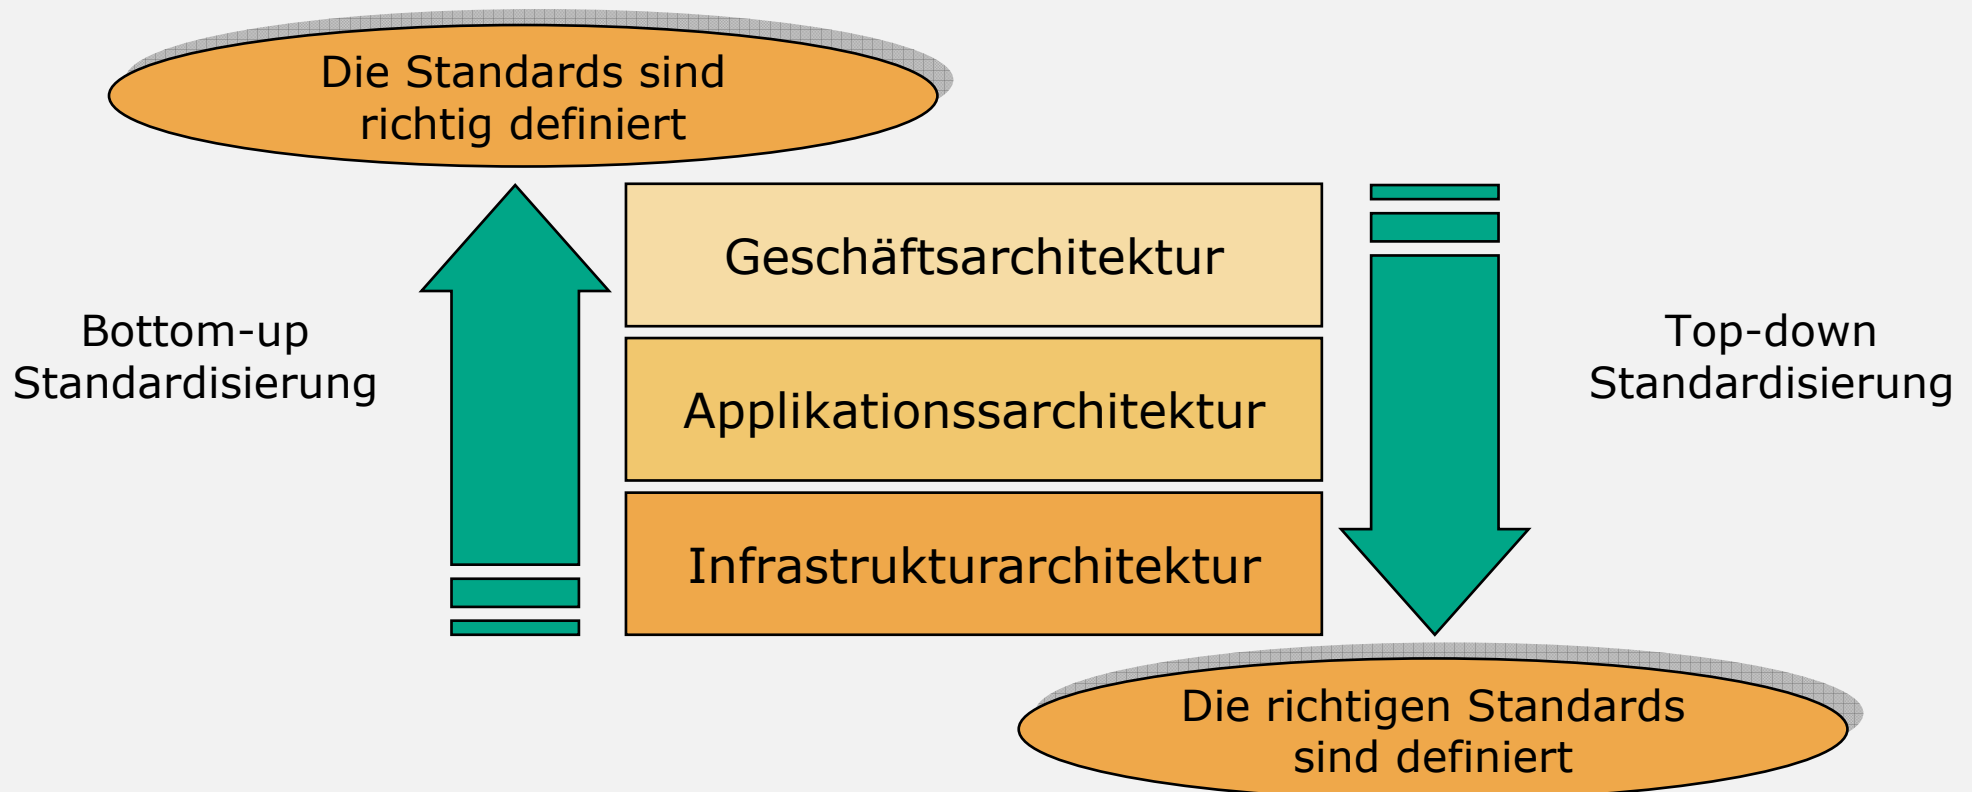 Die Standards sind
richtig definiert
Geschäftsarchitektur
Bottom-up
Standardisierung
Top-down
Standardisierung
Applikationssarchitektur
Infrastrukturarchitektur
Die richtigen Standards
sind definiert